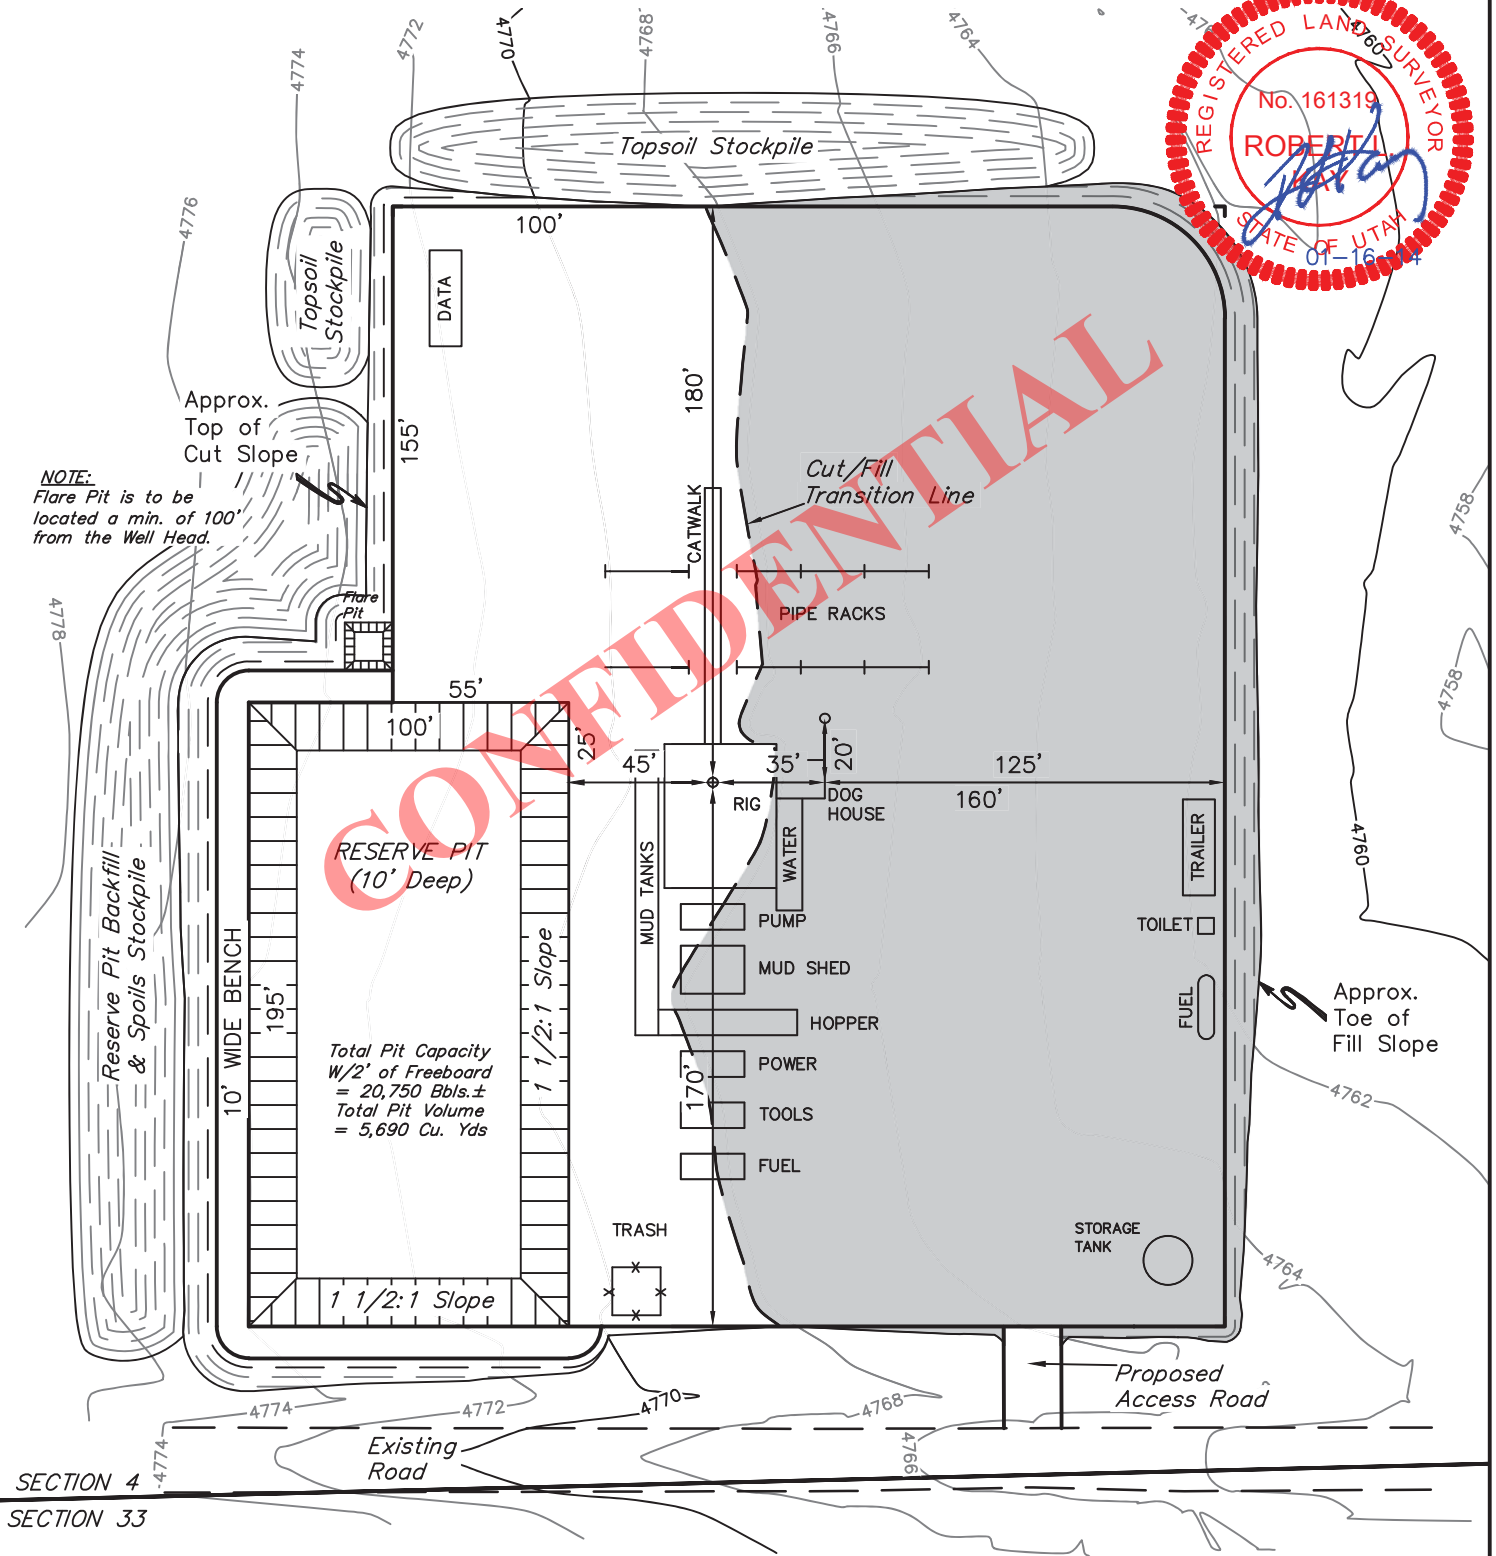 4774
4772
4770
4768
4766
4764
4760
REGISTERED LAND SURVEYOR
No. 161319
ROBERT L.
KAY
STATE OF UTAH
01-16-14
Topsoil Stockpile
4776
Topsoil
Stockpile
100'
DATA
180'
155'
Approx.
Top of
Cut Slope
NOTE:
Flare Pit is to be
located a min. of 100'
from the Well Head.
Cut/Fill
Transition Line
CATWALK
CONFIDENTIAL
4758
4778
Flare
Pit
PIPE RACKS
4758
55'
100'
25'
45'
35'
20'
125'
160'
RIG
DOG
HOUSE
WATER
TRAILER
4760
RESERVE PIT
(10' Deep)
MUD TANKS
Reserve Pit Backfill
& Spoils Stockpile
10' WIDE BENCH
195'
1 1/2:1 Slope
PUMP
TOILET
MUD SHED
FUEL
HOPPER
Approx.
Toe of
Fill Slope
Total Pit Capacity
W/2' of Freeboard
= 20,750 Bbls.±
Total Pit Volume
= 5,690 Cu. Yds
POWER
170'
TOOLS
4762
FUEL
TRASH
STORAGE
TANK
4764
1 1/2:1 Slope
Proposed
Access Road
4774
4772
4770
4768
4766
4774
Existing
Road
SECTION 4
SECTION 33